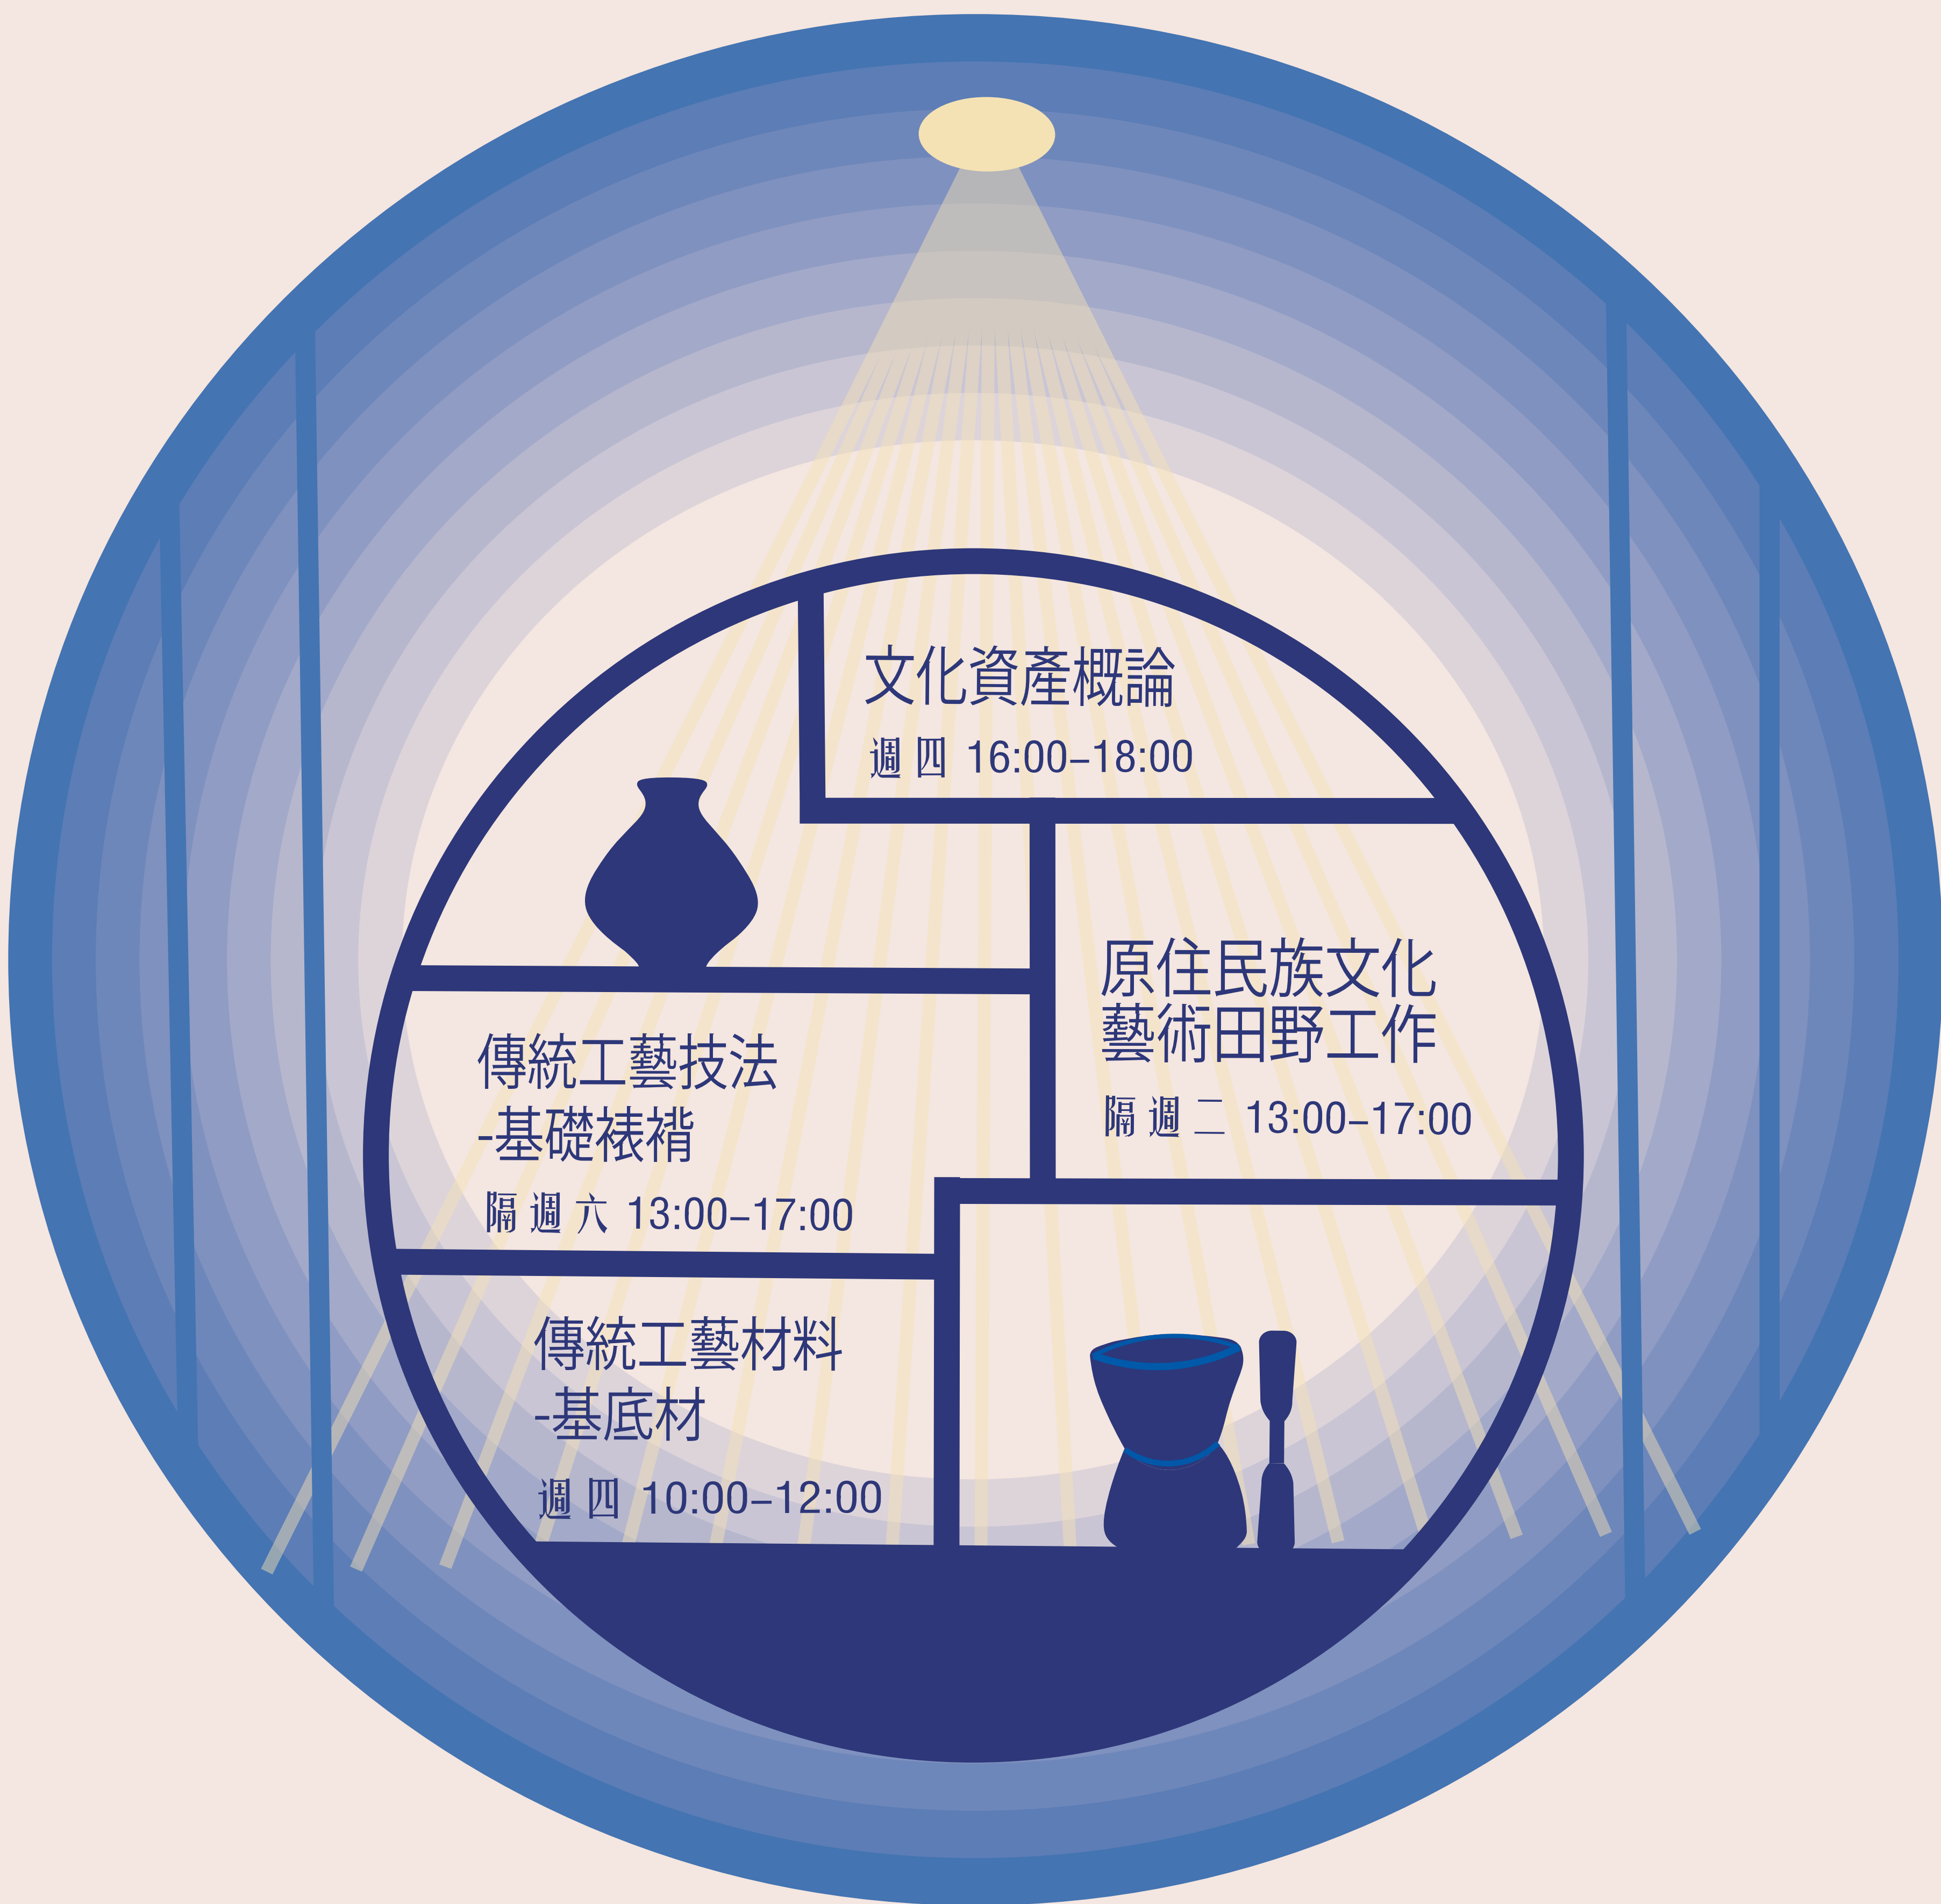 文化資產概論
週四 16:00–18:00
原住民族文化
藝術田野工作
隔週二 13:00–17:00
傳統工藝技法
-基礎裱褙
隔週六 13:00–17:00
傳統工藝材料
-基底材
週四 10:00–12:00